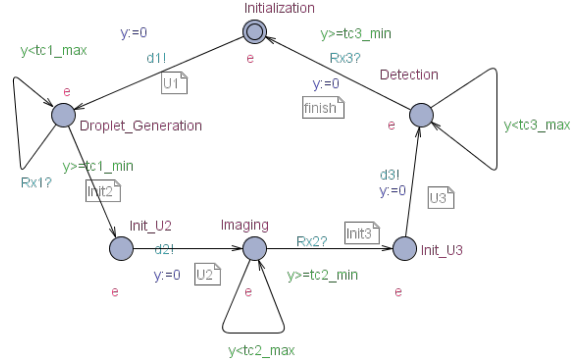 Initialization
y:=0
y>=tc3_min
y<tc1_max
d1!
e
Rx3?
Detection
U1
y:=0
e
finish
Droplet_Generation
e
y<tc3_max
y>=tc1_min
d3!
Rx1?
Init2
y:=0
U3
Init_U2
Imaging
Init3
d2!
Rx2?
Init_U3
y:=0
U2
y>=tc2_min
e
e
e
y<tc2_max